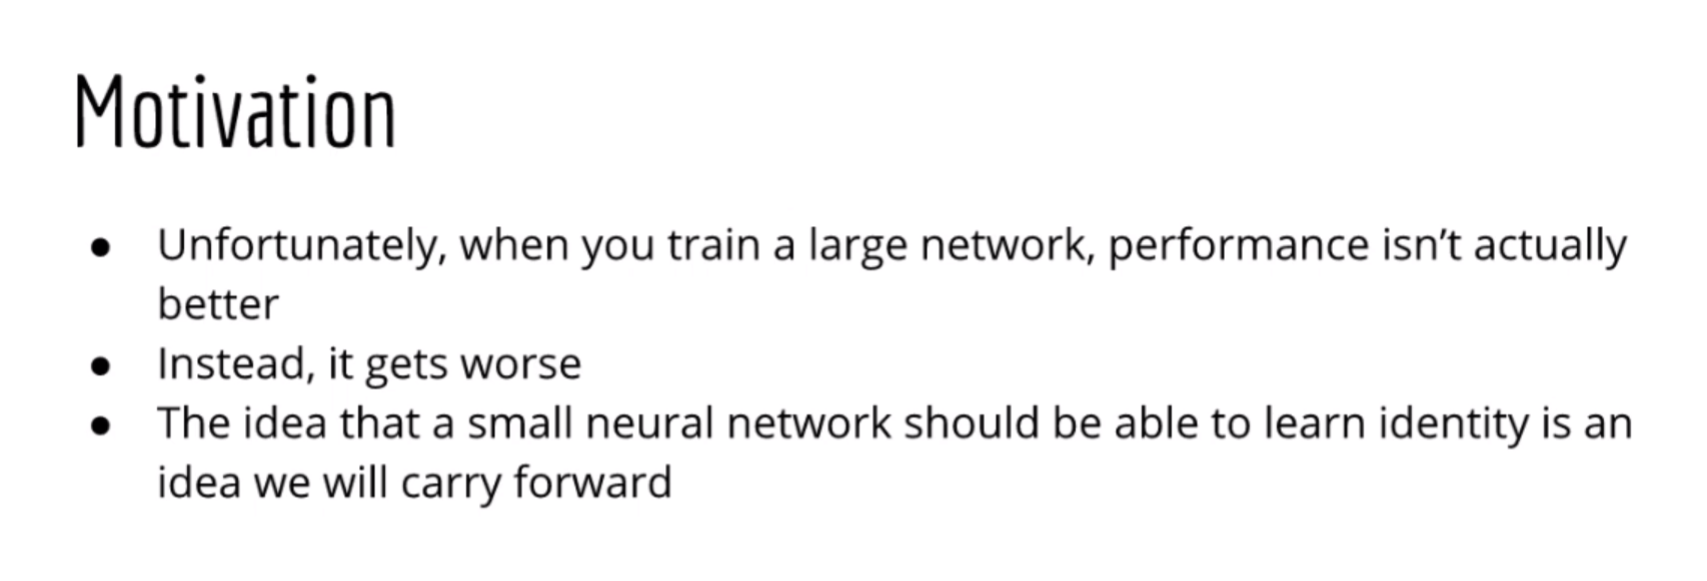 Motivation
● Unfortunately, when you train a large network, performance isn’t actually
better
● Instead, it gets worse
● The idea that a small neural network should be able to learn identity is an
idea we will carry forward